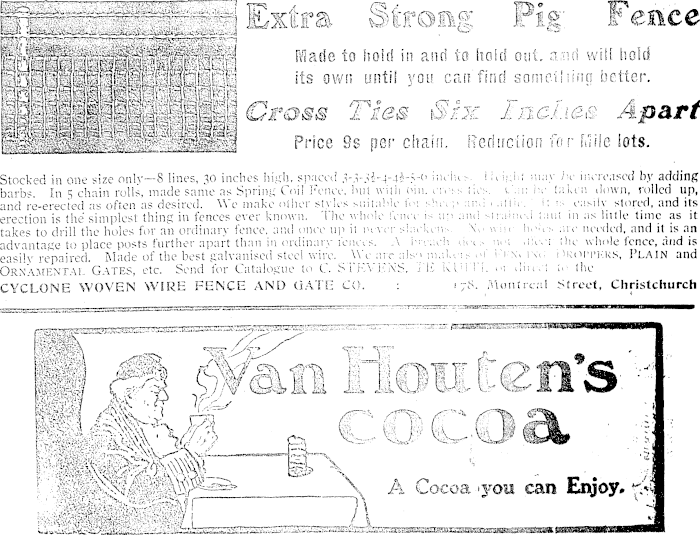 Extra Strong Pig Fence
Made to hold in and to hold out, and will hold
its own until you can find something better.
Cross Ties Six Inches Apart
Price 9s per chain. Reduction for Mile lots.
Stocked in one size only—8 lines, 30 inches high, spaced 3-3-3½-4-4½-5-6 inches. Height may be increased by adding
barbs. In 5 chain rolls, made same as Spring Coil Fence, but with 6in. cross ties. Can be taken down, rolled up,
and re-erected as often as desired. We make other styles suitable for sheep and cattle. It is easily stored, and its
erection is the simplest thing in fences ever known. The whole fence is up and strained taut in as little time as it
takes to drill the holes for an ordinary fence, and once up it never slackens. No wire holes are needed, and it is an
advantage to place posts further apart than in ordinary fences. A breach does not affect the whole fence, and is
easily repaired. Made of the best galvanised steel wire. We are also makers of FENCING DROPPERS, PLAIN and
ORNAMENTAL GATES, etc. Send for Catalogue to C. STEVENS, TE KUITI, or direct to the
CYCLONE WOVEN WIRE FENCE AND GATE CO. : 178, Montreal Street, Christchurch
Van Houten's
cocoa
A Cocoa you can Enjoy.